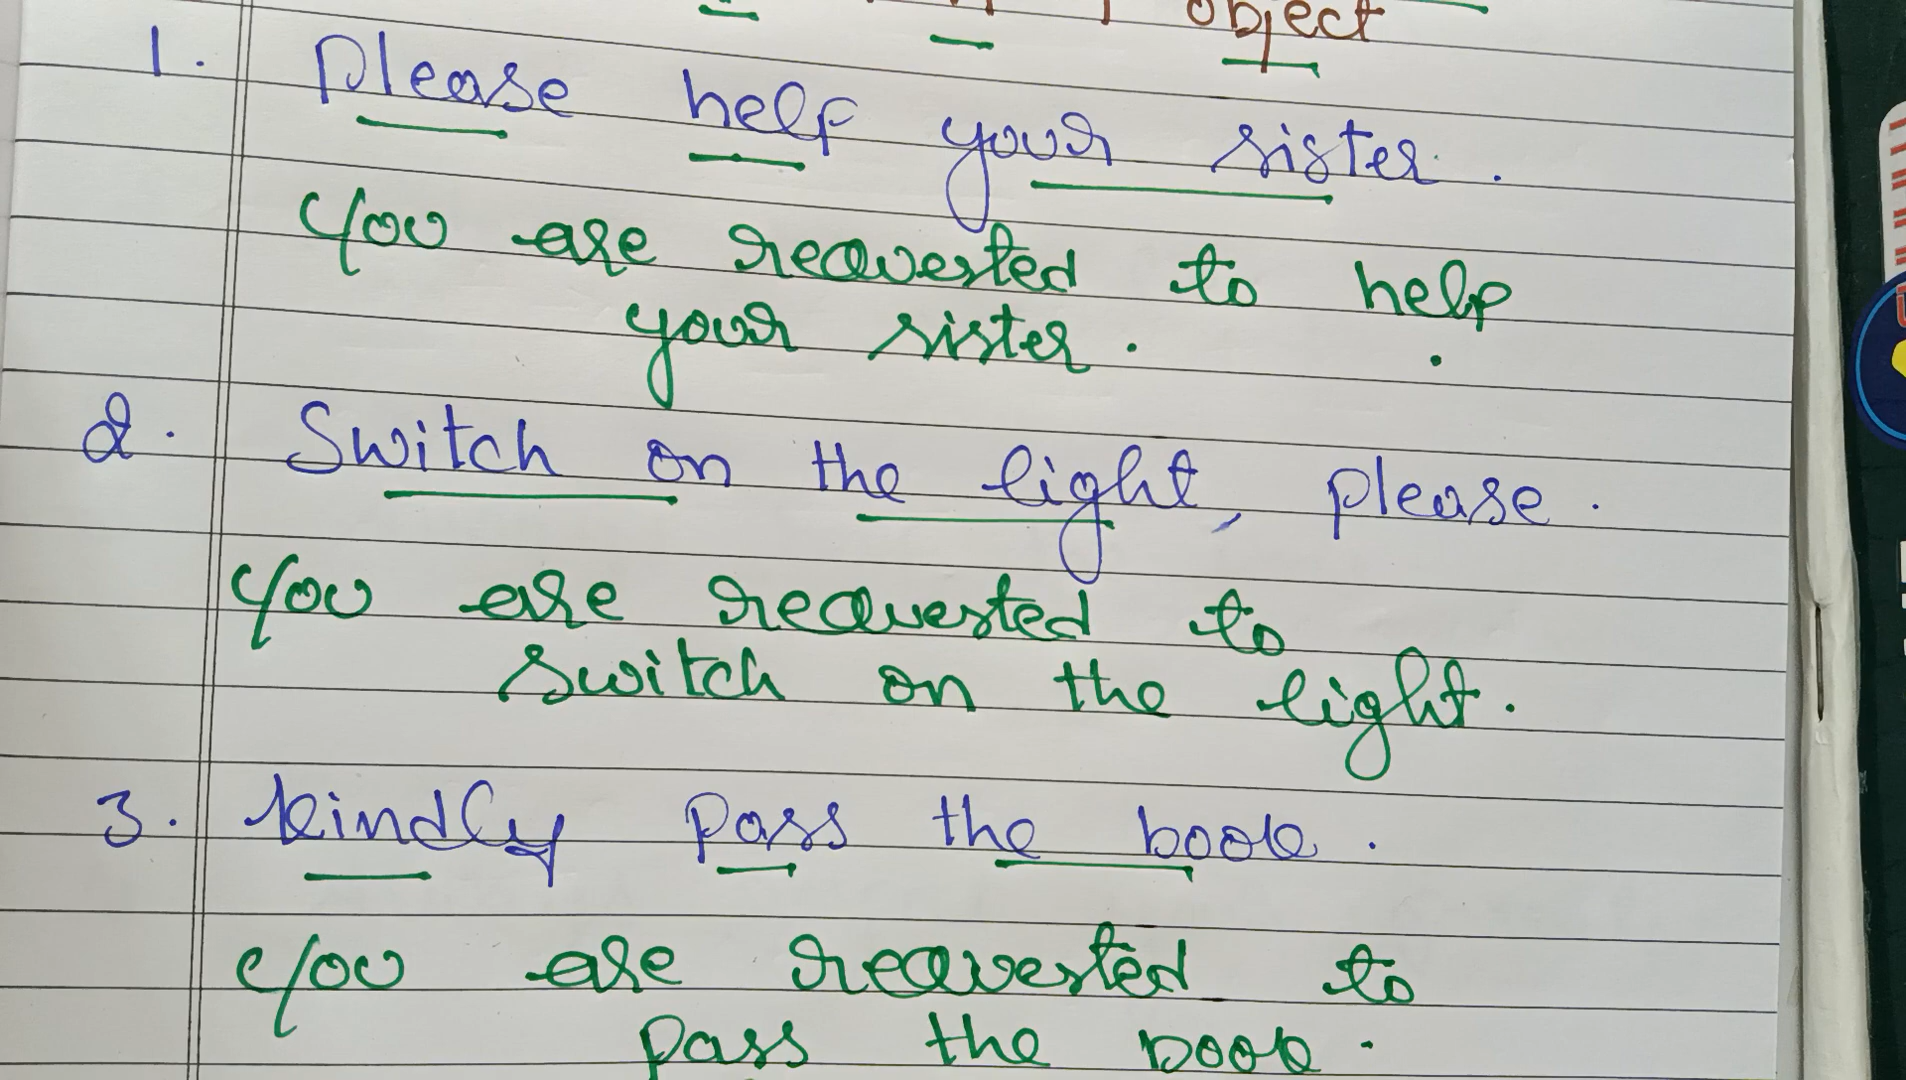 object
1. Please help your sister.
You are requested to help
your sister.
2. Switch on the light, please.
You are requested to
switch on the light.
3. kindly pass the book.
You are requested to
pass the book.